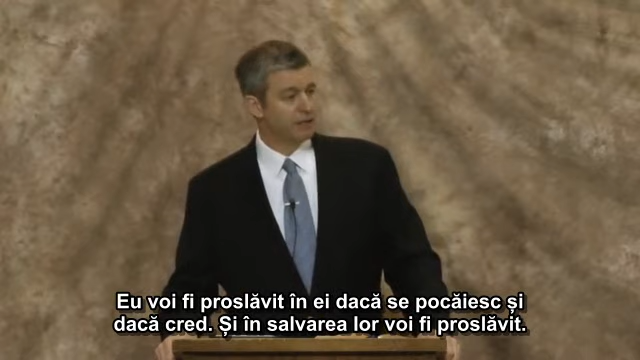 Eu voi fi proslăvit în ei dacă se pocăiesc și
dacă cred. Și în salvarea lor voi fi proslăvit.